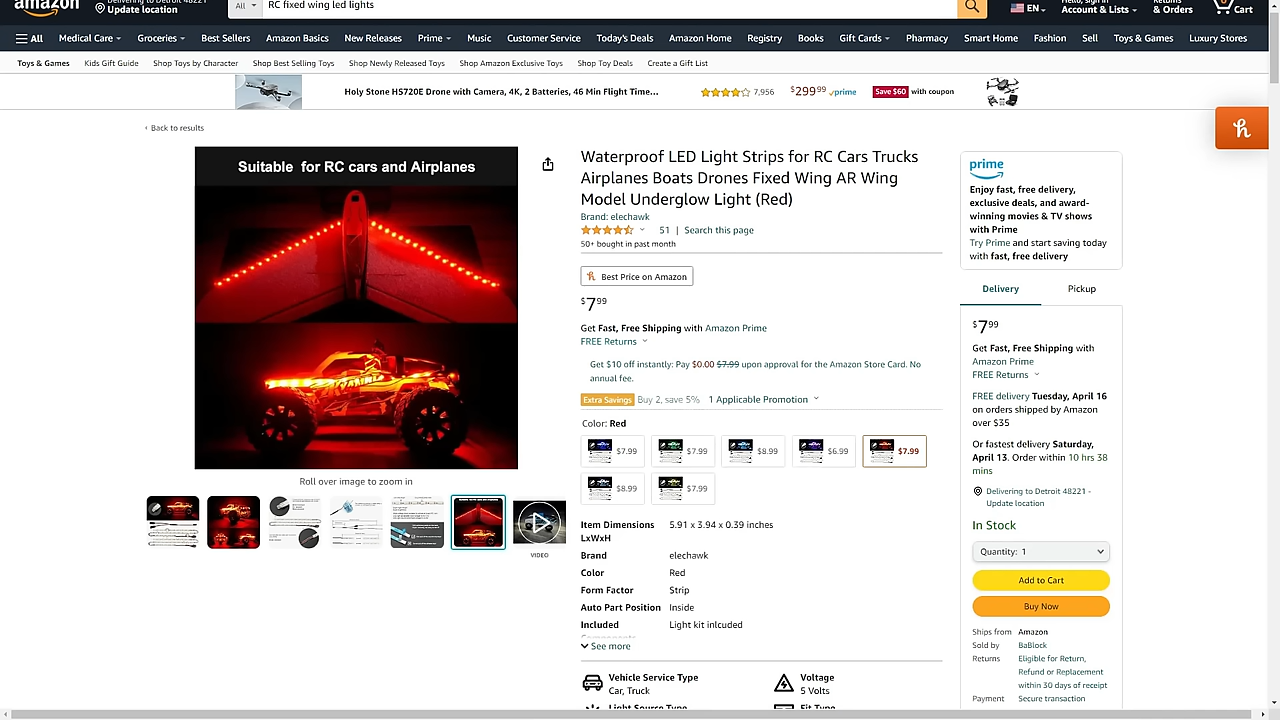 amazon
Delivering to Detroit 48221
Update location
All
RC fixed wing led lights
EN
Hello, sign in
Account & Lists
Returns
& Orders
0
Cart
All
Medical Care
Groceries
Best Sellers
Amazon Basics
New Releases
Prime
Music
Customer Service
Today's Deals
Amazon Home
Registry
Books
Gift Cards
Pharmacy
Smart Home
Fashion
Sell
Toys & Games
Luxury Stores
Toys & Games
Kids Gift Guide
Shop Toys by Character
Shop Best Selling Toys
Shop Newly Released Toys
Shop Amazon Exclusive Toys
Shop Toy Deals
Create a Gift List
Holy Stone HS720E Drone with Camera, 4K, 2 Batteries, 46 Min Flight Time...
7,956
$299.99
prime
Save $60
with coupon
‹ Back to results
Suitable for RC cars and Airplanes
Roll over image to zoom in
VIDEO
Waterproof LED Light Strips for RC Cars Trucks
Airplanes Boats Drones Fixed Wing AR Wing
Model Underglow Light (Red)
Brand: elechawk
51 | Search this page
50+ bought in past month
Best Price on Amazon
$7.99
Get Fast, Free Shipping with Amazon Prime
FREE Returns
Get $10 off instantly: Pay $0.00 $7.99 upon approval for the Amazon Store Card. No
annual fee.
Extra Savings Buy 2, save 5% 1 Applicable Promotion
Color: Red
$7.99
$7.99
$8.99
$6.99
$7.99
$8.99
$7.99
Item Dimensions 5.91 x 3.94 x 0.39 inches
LxWxH
Brand elechawk
Color Red
Form Factor Strip
Auto Part Position Inside
Included Light kit inlcuded
Components
See more
Vehicle Service Type
Car, Truck
Voltage
5 Volts
Light Source Type
Fit Type
prime
Enjoy fast, free delivery,
exclusive deals, and award-
winning movies & TV shows
with Prime
Try Prime and start saving today
with fast, free delivery
Delivery
Pickup
$7.99
Get Fast, Free Shipping with
Amazon Prime
FREE Returns
FREE delivery Tuesday, April 16
on orders shipped by Amazon
over $35
Or fastest delivery Saturday,
April 13. Order within 10 hrs 38
mins
Delivering to Detroit 48221 -
Update location
In Stock
Quantity: 1
Add to Cart
Buy Now
Ships from Amazon
Sold by BaBlock
Returns Eligible for Return,
Refund or Replacement
within 30 days of receipt
Payment Secure transaction